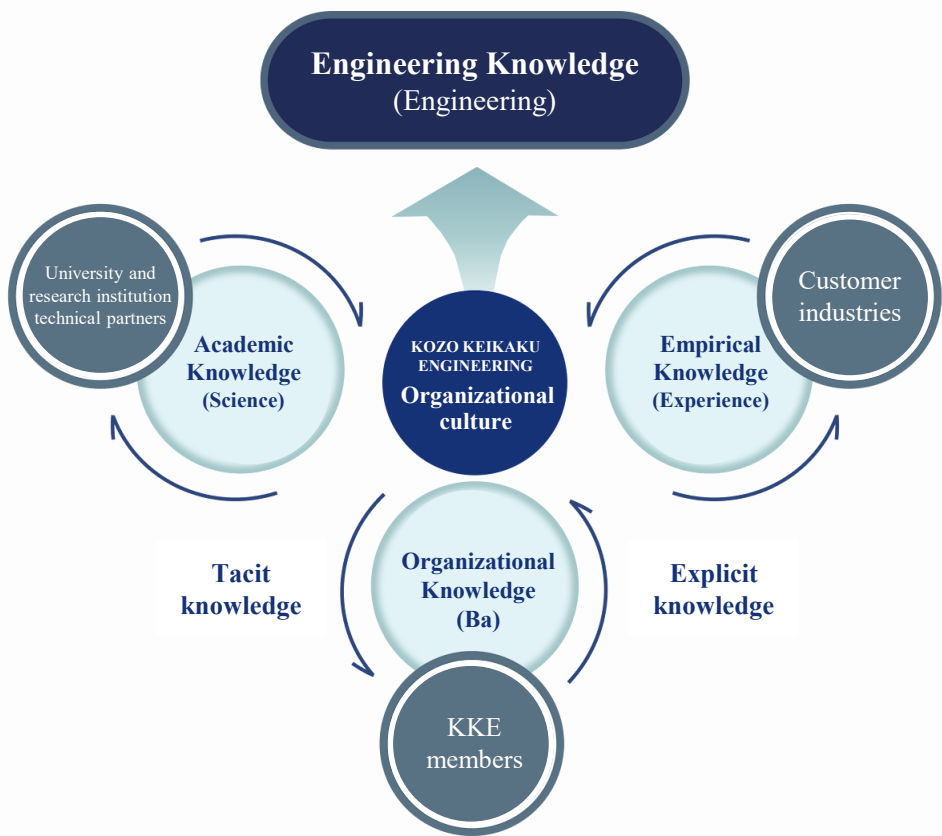 Engineering Knowledge
(Engineering)
University and
research institution
technical partners
Academic
Knowledge
(Science)
KOZO KEIKAKU
ENGINEERING
Organizational
culture
Empirical
Knowledge
(Experience)
Customer
industries
Tacit
knowledge
Organizational
Knowledge
(Ba)
Explicit
knowledge
KKE
members